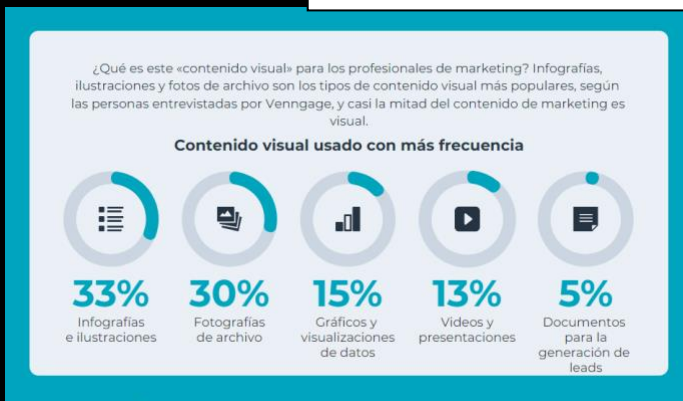 ¿Qué es este «contenido visual» para los profesionales de marketing? Infografías,
ilustraciones y fotos de archivo son los tipos de contenido visual más populares, según
las personas entrevistadas por Venngage, y casi la mitad del contenido de marketing es
visual.
Contenido visual usado con más frecuencia
33%
Infografías
e ilustraciones
30%
Fotografías
de archivo
15%
Gráficos y
visualizaciones
de datos
13%
Videos y
presentaciones
5%
Documentos
para la
generación de
leads